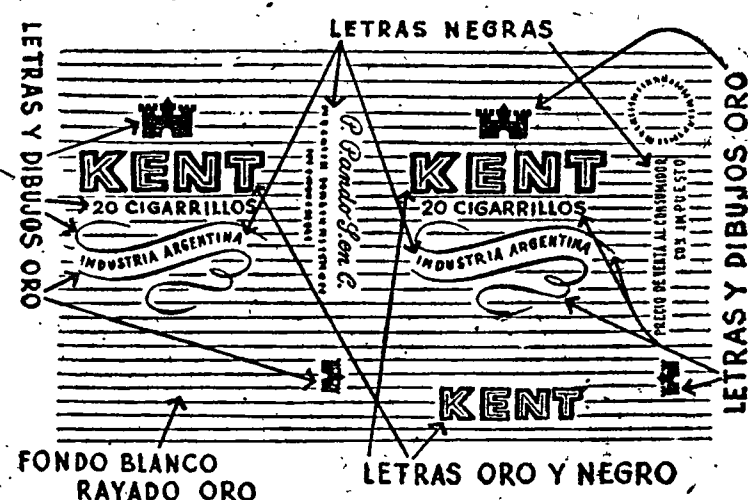 LETRAS NEGRAS
LETRAS Y DIBUJOS ORO
KENT
20 CIGARRILLOS
INDUSTRIA ARGENTINA
KENT
20 CIGARRILLOS
INDUSTRIA ARGENTINA
PRECIO DE VENTA AL CONSUMIDOR
CON IMPUESTO
LETRAS Y DIBUJOS ORO
KENT
FONDO BLANCO
RAYADO ORO
LETRAS ORO Y NEGRO